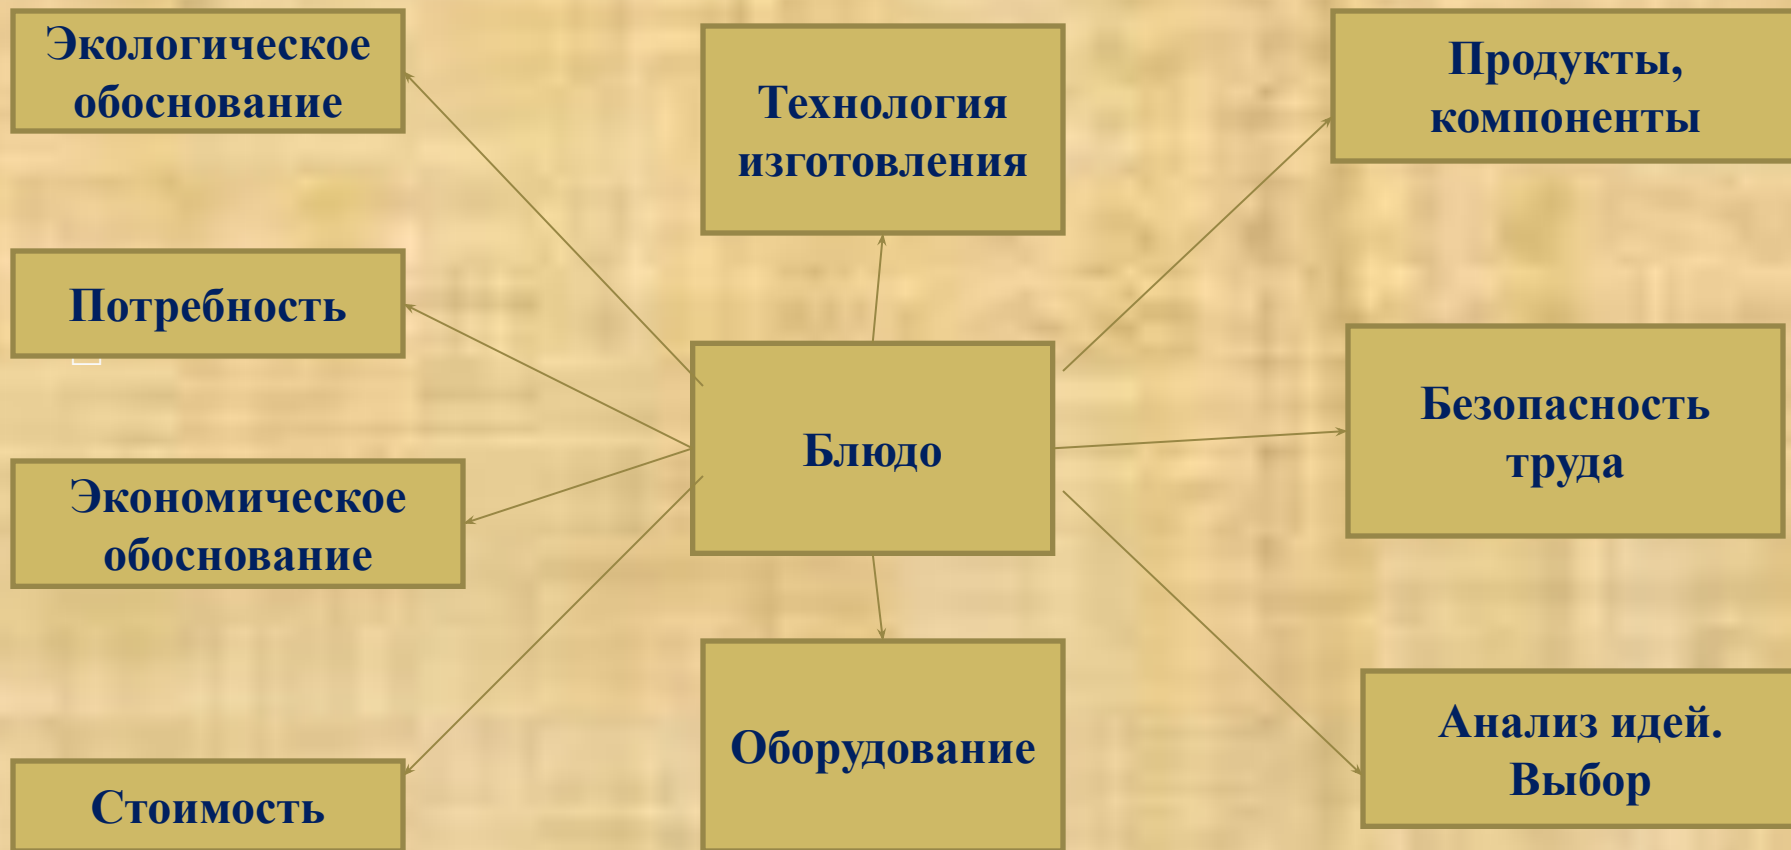 Экологическое
обоснование
Технология
изготовления
Продукты,
компоненты
Потребность
Блюдо
Безопасность
труда
Экономическое
обоснование
Оборудование
Анализ идей.
Выбор
Стоимость